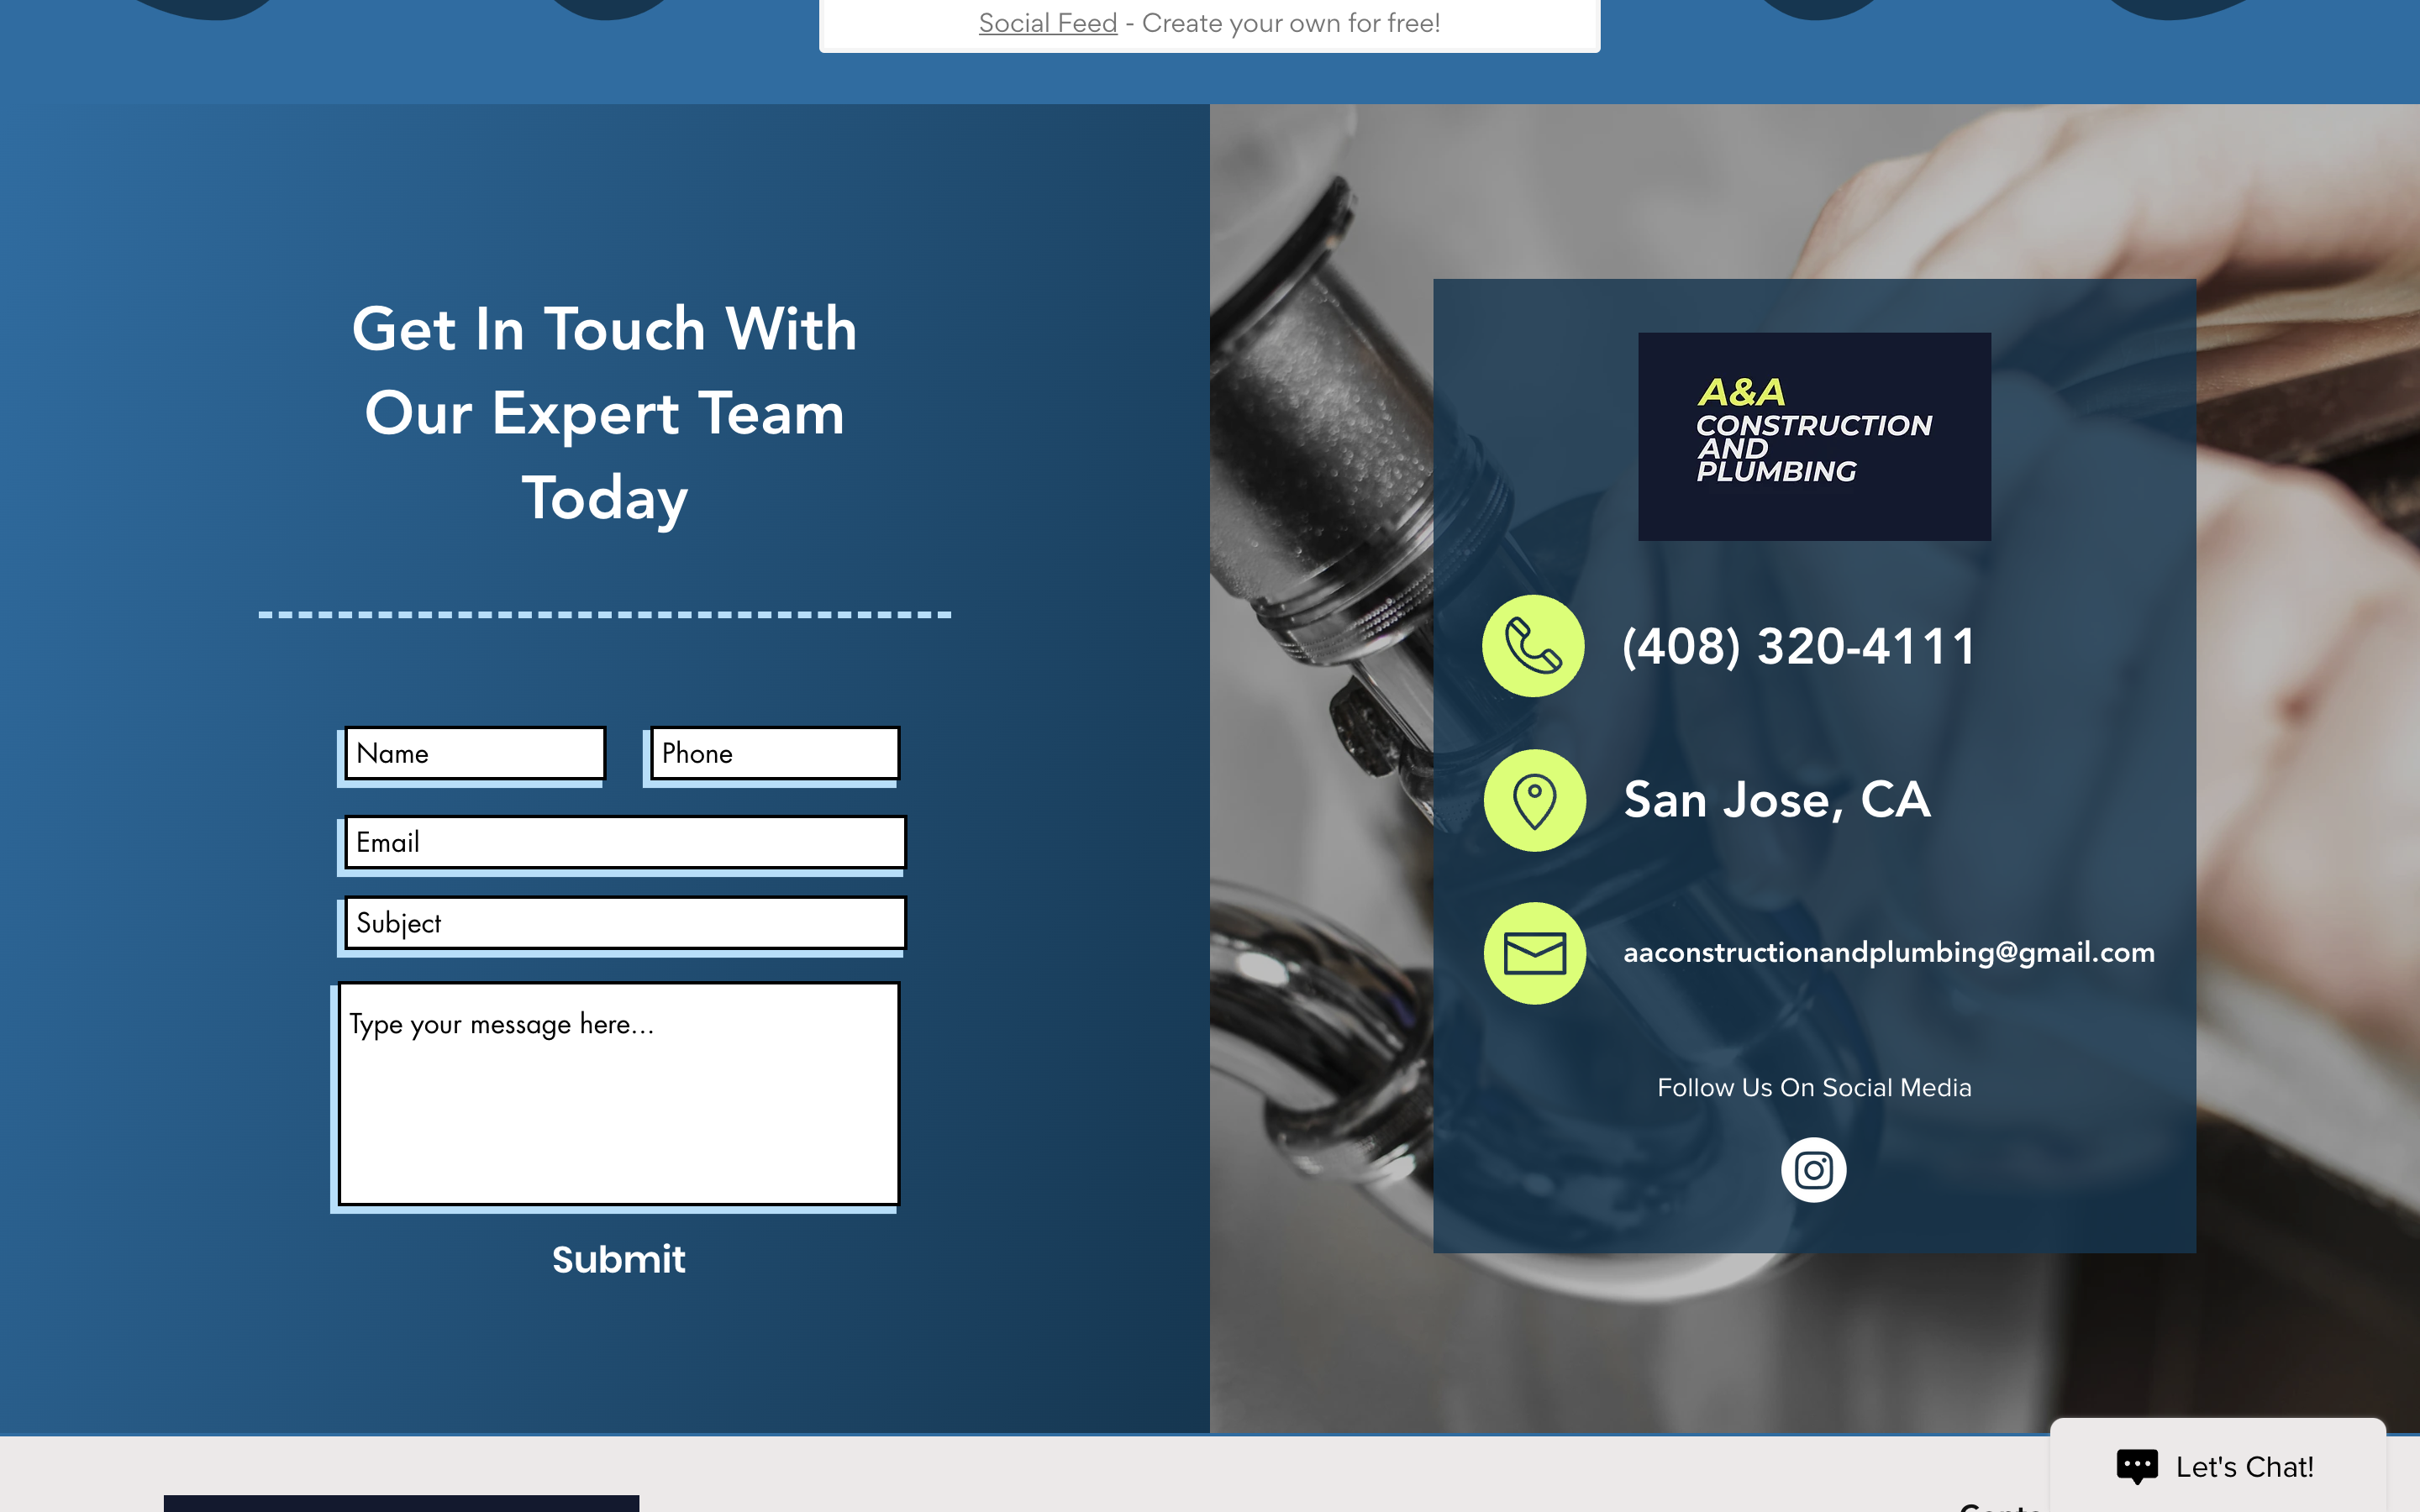 Social Feed - Create your own for free!
Get In Touch With
Our Expert Team
Today
Name
Phone
Email
Subject
Type your message here...
Submit
A&A
CONSTRUCTION
AND
PLUMBING
(408) 320-4111
San Jose, CA
aaconstructionandplumbing@gmail.com
Follow Us On Social Media
Let's Chat!